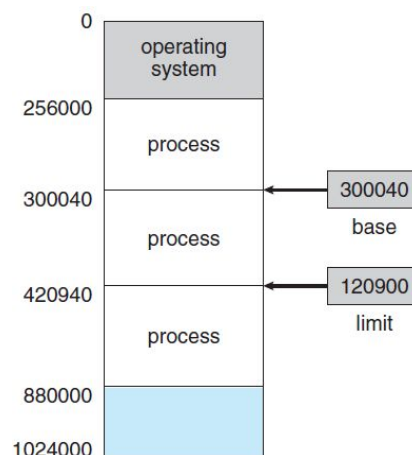 0
operating
system
256000
process
300040
300040
base
process
420940
120900
limit
process
880000
1024000